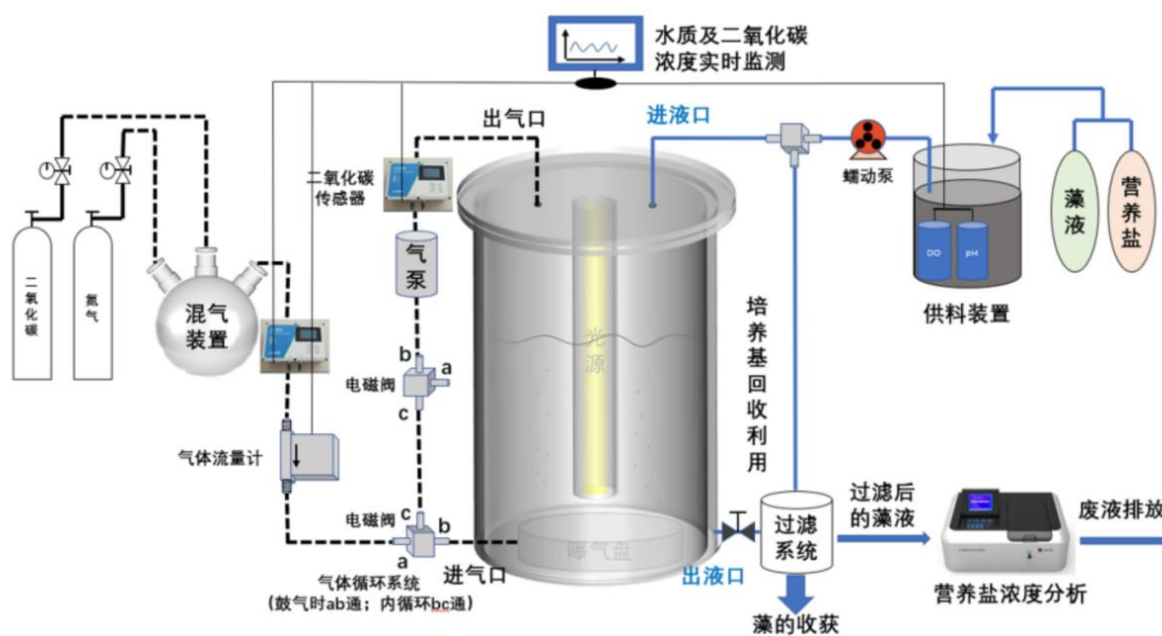 水质及二氧化碳
浓度实时监测
出气口
进液口
二氧化碳
传感器
蠕动泵
藻液
营养盐
气泵
DO
pH
供料装置
二氧化碳
氮气
混气
装置
光源
培养基回收利用
b
a
电磁阀
c
气体流量计
电磁阀
c
b
a
进气口
曝气盘
出液口
过滤
系统
过滤后
的藻液
废液排放
气体循环系统
(鼓气时ab通；内循环bc通)
营养盐浓度分析
藻的收获